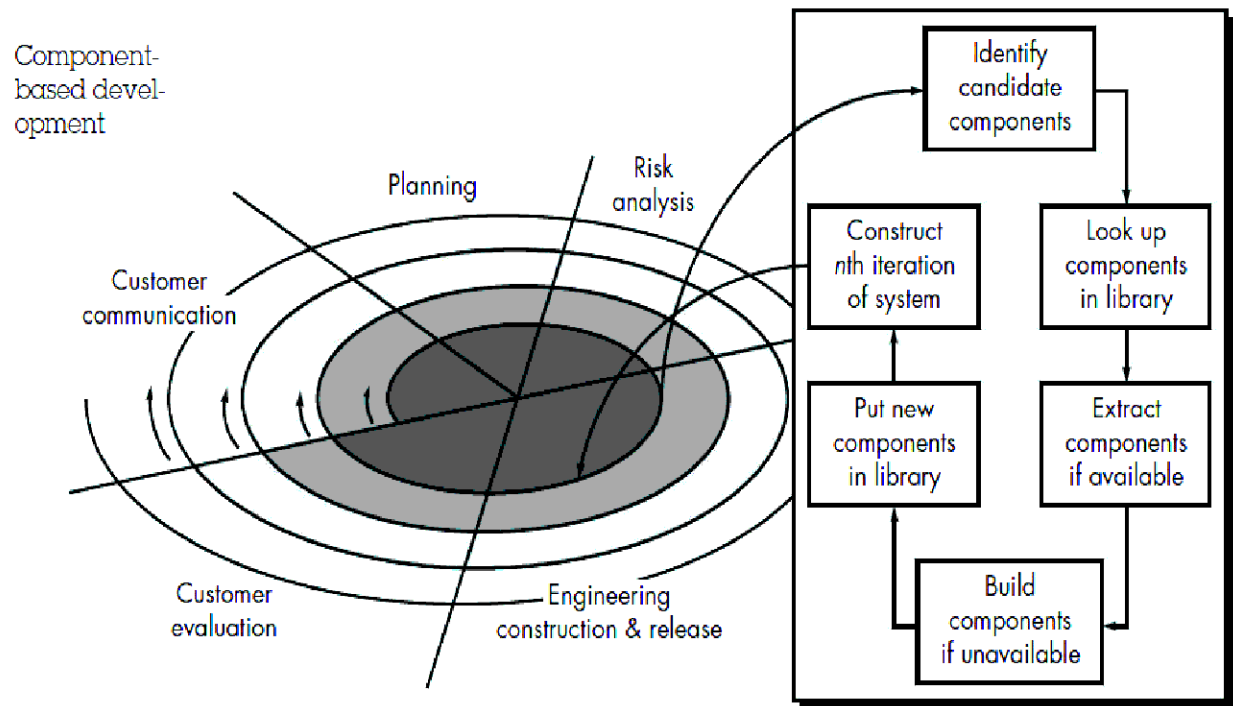 Component-
based devel-
opment
Planning
Risk
analysis
Customer
communication
Customer
evaluation
Engineering
construction & release
Identify
candidate
components
Look up
components
in library
Extract
components
if available
Build
components
if unavailable
Put new
components
in library
Construct
nth iteration
of system